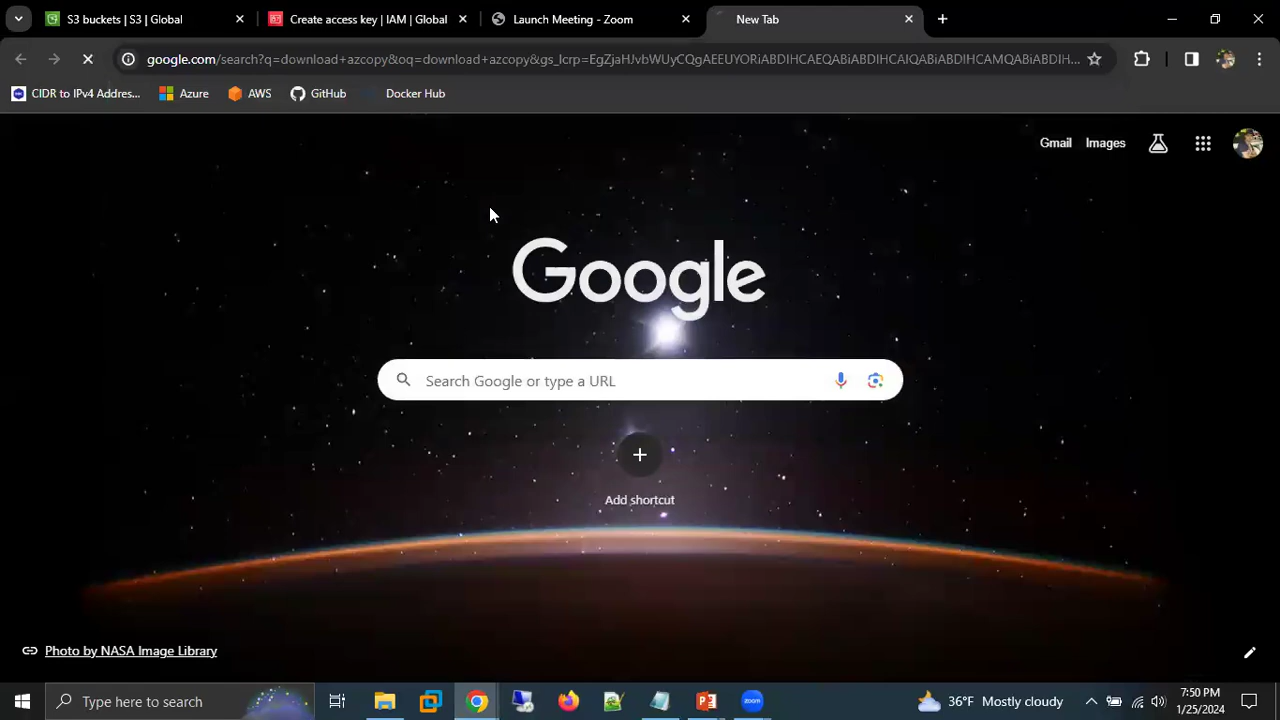 S3 buckets | S3 | Global
Create access key | IAM | Global
Launch Meeting - Zoom
New Tab
google.com/search?q=download+azcopy&oq=download+azcopy&gs_lcrp=EgZjaHJvbWUyCQgAEEUYORiABDIHCAEQABiABDIHCAIQABiABDIHCAMQABiABDIH...
CIDR to IPv4 Addres...
Azure
AWS
GitHub
Docker Hub
Gmail
Images
Google
Search Google or type a URL
Add shortcut
Photo by NASA Image Library
Type here to search
36°F Mostly cloudy
7:50 PM
1/25/2024